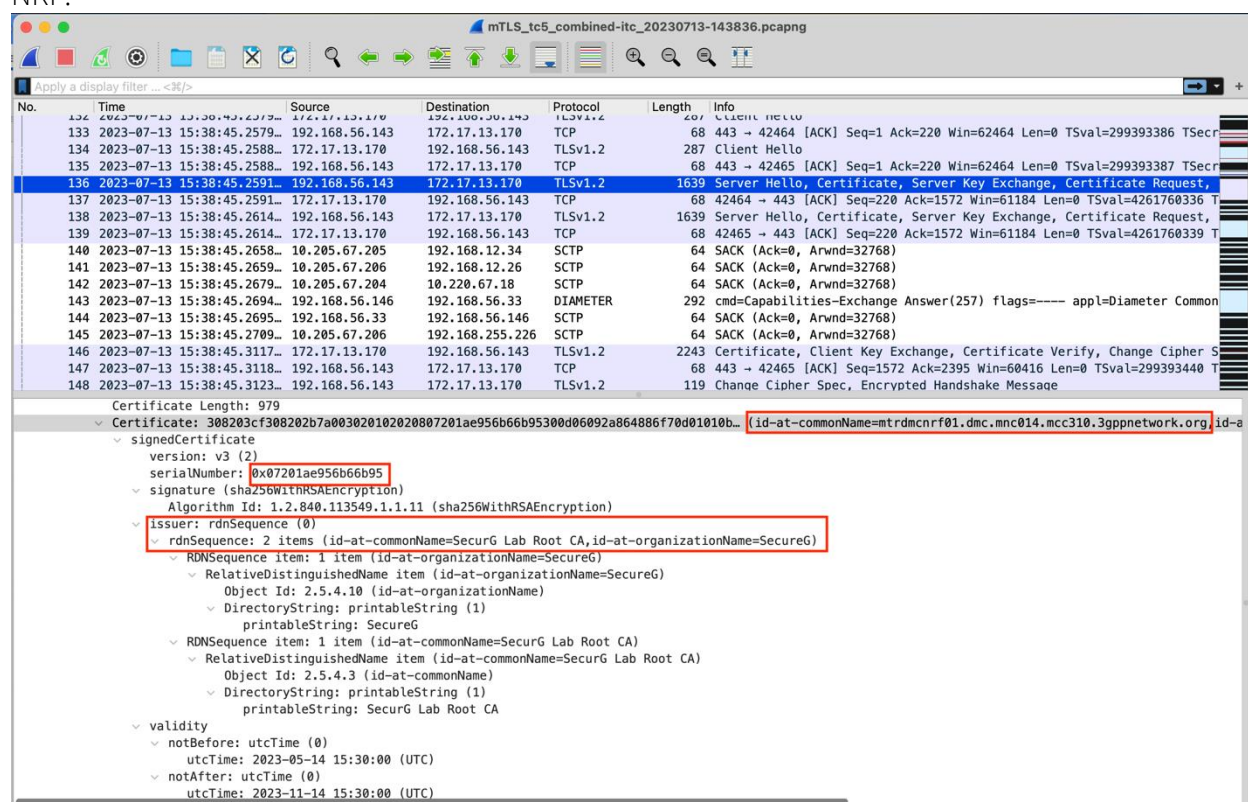 NRF:
mTLS_tc5_combined-itc_20230713-143836.pcapng
Apply a display filter ... <⌘/>
No. Time Source Destination Protocol Length Info
132 2023-07-13 15:38:45.2579… 172.17.13.170 192.168.56.143 TLSv1.2 287 Client Hello
133 2023-07-13 15:38:45.2579… 192.168.56.143 172.17.13.170 TCP 68 443 → 42464 [ACK] Seq=1 Ack=220 Win=62464 Len=0 TSval=299393386 TSecr
134 2023-07-13 15:38:45.2588… 172.17.13.170 192.168.56.143 TLSv1.2 287 Client Hello
135 2023-07-13 15:38:45.2588… 192.168.56.143 172.17.13.170 TCP 68 443 → 42465 [ACK] Seq=1 Ack=220 Win=62464 Len=0 TSval=299393387 TSecr
136 2023-07-13 15:38:45.2591… 192.168.56.143 172.17.13.170 TLSv1.2 1639 Server Hello, Certificate, Server Key Exchange, Certificate Request,
137 2023-07-13 15:38:45.2591… 172.17.13.170 192.168.56.143 TCP 68 42464 → 443 [ACK] Seq=220 Ack=1572 Win=61184 Len=0 TSval=4261760336 T
138 2023-07-13 15:38:45.2614… 192.168.56.143 172.17.13.170 TLSv1.2 1639 Server Hello, Certificate, Server Key Exchange, Certificate Request,
139 2023-07-13 15:38:45.2614… 172.17.13.170 192.168.56.143 TCP 68 42465 → 443 [ACK] Seq=220 Ack=1572 Win=61184 Len=0 TSval=4261760339 T
140 2023-07-13 15:38:45.2658… 10.205.67.205 192.168.12.34 SCTP 64 SACK (Ack=0, Arwnd=32768)
141 2023-07-13 15:38:45.2659… 10.205.67.206 192.168.12.26 SCTP 64 SACK (Ack=0, Arwnd=32768)
142 2023-07-13 15:38:45.2679… 10.205.67.204 10.220.67.18 SCTP 64 SACK (Ack=0, Arwnd=32768)
143 2023-07-13 15:38:45.2694… 192.168.56.146 192.168.56.33 DIAMETER 292 cmd=Capabilities-Exchange Answer(257) flags=---- appl=Diameter Common
144 2023-07-13 15:38:45.2695… 192.168.56.33 192.168.56.146 SCTP 64 SACK (Ack=0, Arwnd=32768)
145 2023-07-13 15:38:45.2709… 10.205.67.206 192.168.255.226 SCTP 64 SACK (Ack=0, Arwnd=32768)
146 2023-07-13 15:38:45.3117… 172.17.13.170 192.168.56.143 TLSv1.2 2243 Certificate, Client Key Exchange, Certificate Verify, Change Cipher S
147 2023-07-13 15:38:45.3118… 192.168.56.143 172.17.13.170 TCP 68 443 → 42465 [ACK] Seq=1572 Ack=2395 Win=60416 Len=0 TSval=299393440 T
148 2023-07-13 15:38:45.3123… 192.168.56.143 172.17.13.170 TLSv1.2 119 Change Cipher Spec, Encrypted Handshake Message
Certificate Length: 979
Certificate: 308203cf308202b7a003020102020807201ae956b66b95300d06092a864886f70d01010b… (id-at-commonName=mtrdmcnrf01.dmc.mnc014.mcc310.3gppnetwork.org,id-a
signedCertificate
version: v3 (2)
serialNumber: 0x07201ae956b66b95
signature (sha256WithRSAEncryption)
Algorithm Id: 1.2.840.113549.1.1.11 (sha256WithRSAEncryption)
issuer: rdnSequence (0)
rdnSequence: 2 items (id-at-commonName=SecurG Lab Root CA,id-at-organizationName=SecureG)
RDNSequence item: 1 item (id-at-organizationName=SecureG)
RelativeDistinguishedName item (id-at-organizationName=SecureG)
Object Id: 2.5.4.10 (id-at-organizationName)
DirectoryString: printableString (1)
printableString: SecureG
RDNSequence item: 1 item (id-at-commonName=SecurG Lab Root CA)
RelativeDistinguishedName item (id-at-commonName=SecurG Lab Root CA)
Object Id: 2.5.4.3 (id-at-commonName)
DirectoryString: printableString (1)
printableString: SecurG Lab Root CA
validity
notBefore: utcTime (0)
utcTime: 2023-05-14 15:30:00 (UTC)
notAfter: utcTime (0)
utcTime: 2023-11-14 15:30:00 (UTC)